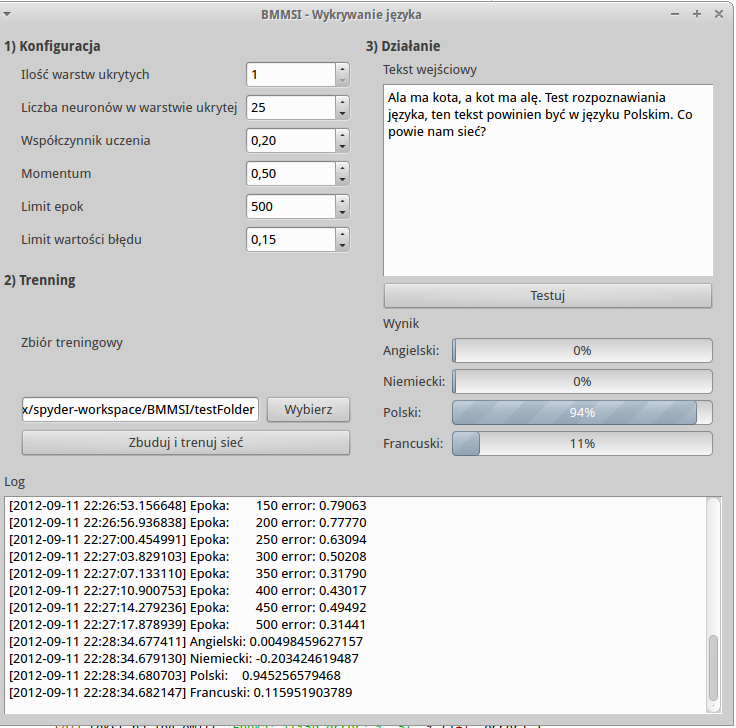 BMMSI - Wykrywanie języka
1) Konfiguracja
Ilość warstw ukrytych
1
Liczba neuronów w warstwie ukrytej
25
Współczynnik uczenia
0,20
Momentum
0,50
Limit epok
500
Limit wartości błędu
0,15
2) Trenning
Zbiór treningowy
x/spyder-workspace/BMMSI/testFolder
Wybierz
Zbuduj i trenuj sieć
3) Działanie
Tekst wejściowy
Ala ma kota, a kot ma alę. Test rozpoznawiania
języka, ten tekst powinien być w języku Polskim. Co
powie nam sieć?
Testuj
Wynik
Angielski: 0%
Niemiecki: 0%
Polski: 94%
Francuski: 11%
Log
[2012-09-11 22:26:53.156648] Epoka: 150 error: 0.79063
[2012-09-11 22:26:56.936838] Epoka: 200 error: 0.77770
[2012-09-11 22:27:00.454991] Epoka: 250 error: 0.63094
[2012-09-11 22:27:03.829103] Epoka: 300 error: 0.50208
[2012-09-11 22:27:07.133110] Epoka: 350 error: 0.31790
[2012-09-11 22:27:10.900753] Epoka: 400 error: 0.43017
[2012-09-11 22:27:14.279236] Epoka: 450 error: 0.49492
[2012-09-11 22:27:17.878939] Epoka: 500 error: 0.31441
[2012-09-11 22:28:34.677411] Angielski: 0.00498459627157
[2012-09-11 22:28:34.679130] Niemiecki: -0.203424619487
[2012-09-11 22:28:34.680703] Polski: 0.945256579468
[2012-09-11 22:28:34.682147] Francuski: 0.115951903789